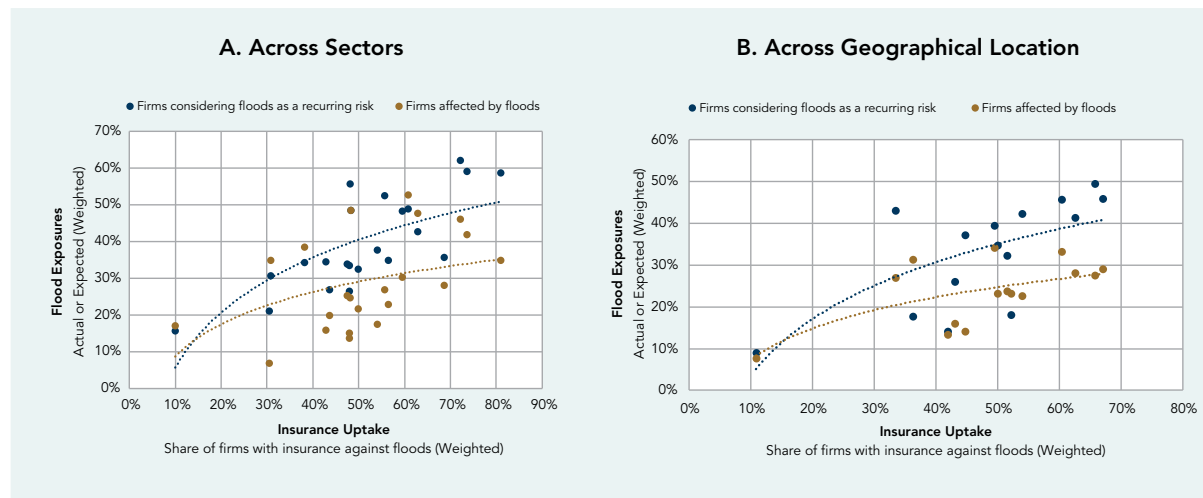 A. Across Sectors
Firms considering floods as a recurring risk
Firms affected by floods
70%
60%
50%
40%
30%
20%
10%
0%
Flood Exposures
Actual or Expected (Weighted)
0% 10% 20% 30% 40% 50% 60% 70% 80% 90%
Insurance Uptake
Share of firms with insurance against floods (Weighted)
B. Across Geographical Location
Firms considering floods as a recurring risk
Firms affected by floods
60%
50%
40%
30%
20%
10%
0%
Flood Exposures
Actual or Expected (Weighted)
0% 10% 20% 30% 40% 50% 60% 70% 80%
Insurance Uptake
Share of firms with insurance against floods (Weighted)